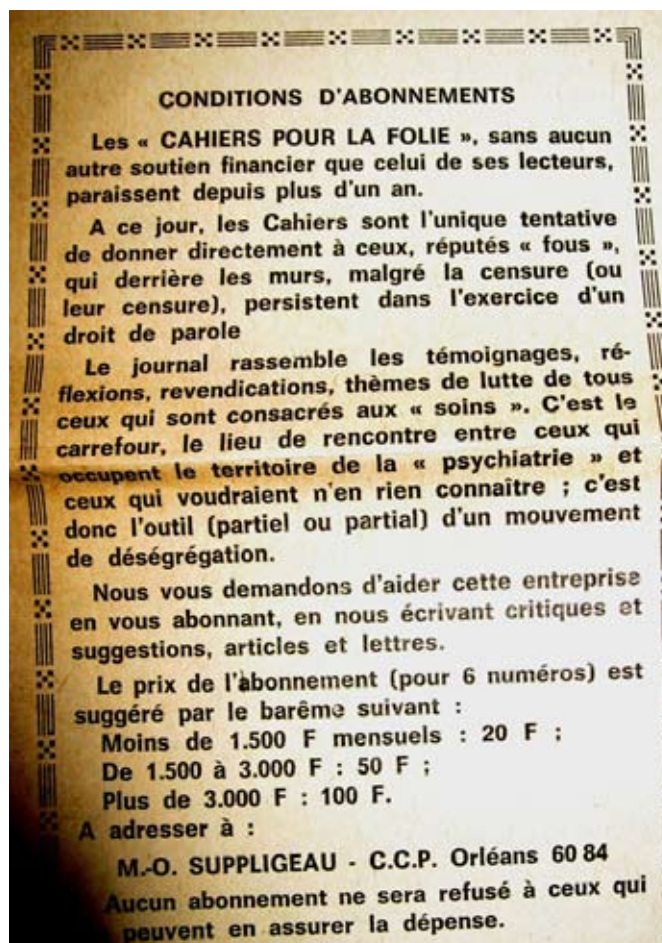 CONDITIONS D'ABONNEMENTS
Les « CAHIERS POUR LA FOLIE », sans aucun
autre soutien financier que celui de ses lecteurs,
paraissent depuis plus d'un an.
A ce jour, les Cahiers sont l'unique tentative
de donner directement à ceux, réputés « fous »,
qui derrière les murs, malgré la censure (ou
leur censure), persistent dans l'exercice d'un
droit de parole
Le journal rassemble les témoignages, ré-
flexions, revendications, thèmes de lutte de tous
ceux qui sont consacrés aux « soins ». C'est le
carrefour, le lieu de rencontre entre ceux qui
occupent le territoire de la « psychiatrie » et
ceux qui voudraient n'en rien connaître ; c'est
donc l'outil (partiel ou partial) d'un mouvement
de déségrégation.
Nous vous demandons d'aider cette entreprise
en vous abonnant, en nous écrivant critiques et
suggestions, articles et lettres.
Le prix de l'abonnement (pour 6 numéros) est
suggéré par le barême suivant :
Moins de 1.500 F mensuels : 20 F ;
De 1.500 à 3.000 F : 50 F ;
Plus de 3.000 F : 100 F.
A adresser à :
M.-O. SUPPLIGEAU - C.C.P. Orléans 60 84
Aucun abonnement ne sera refusé à ceux qui
peuvent en assurer la dépense.